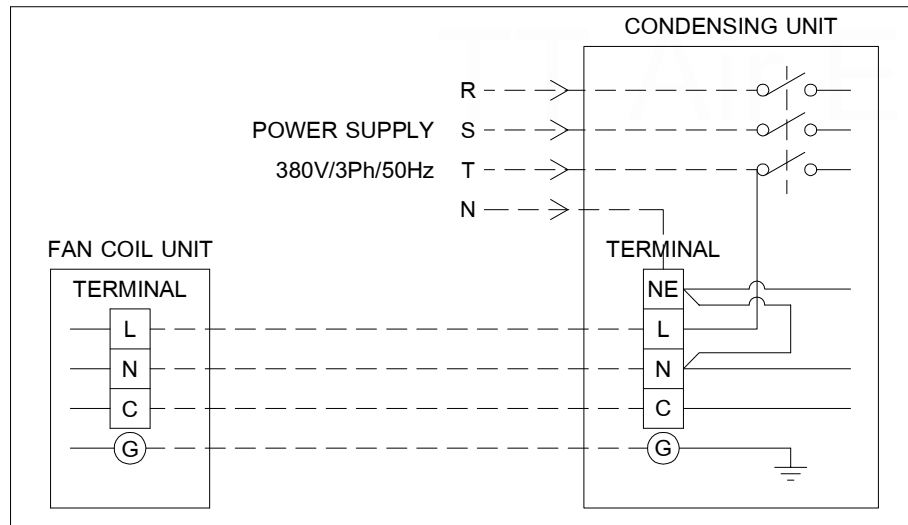 CONDENSING UNIT
R
POWER SUPPLY S
380V/3Ph/50Hz T
N
FAN COIL UNIT
TERMINAL
TERMINAL
NE
L
L
N
N
C
C
G
G